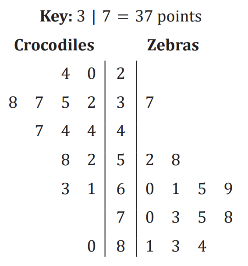 Key: 3 | 7 = 37 points
Crocodiles Zebras
4 0 | 2 |
8 7 5 2 | 3 | 7
7 4 4 | 4 |
8 2 | 5 | 2 8
3 1 | 6 | 0 1 5 9
| 7 | 0 3 5 8
0 | 8 | 1 3 4